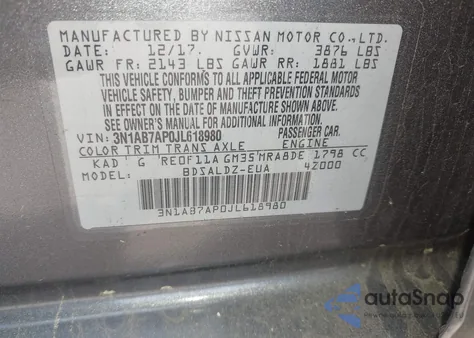 MANUFACTURED BY NISSAN MOTOR CO.,LTD.
DATE: 12/17. GVWR: 3876 LBS
GAWR FR: 2143 LBS GAWR RR: 1881 LBS
THIS VEHICLE CONFORMS TO ALL APPLICABLE FEDERAL MOTOR
VEHICLE SAFETY, BUMPER AND THEFT PREVENTION STANDARDS
IN EFFECT ON THE DATE OF MANUFACTURE SHOWN ABOVE.
SEE OWNER'S MANUAL FOR ADDITIONAL INFORMATION.
VIN: 3N1AB7AP0JL618980 PASSENGER CAR.
COLOR TRIM TRANS AXLE ENGINE
KAD G RE0F11A GM35 MRA8DE 1798 CC
MODEL: BDSALDZ-EUA 4Z000
3N1AB7AP0JL618980
autoSnap